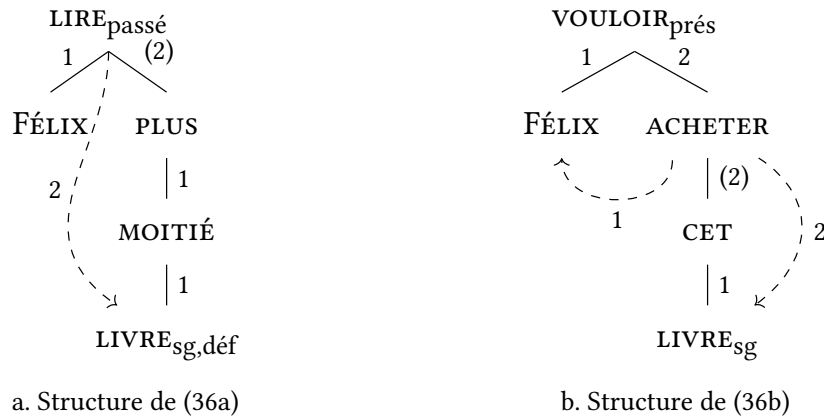 LIREpassé VOULOIRprés
1 (2) 1 2
FÉLIX PLUS FÉLIX ACHETER
2 1 1 (2)
MOITIÉ CET 2
1 1
LIVREsg,déf LIVREsg
a. Structure de (36a) b. Structure de (36b)